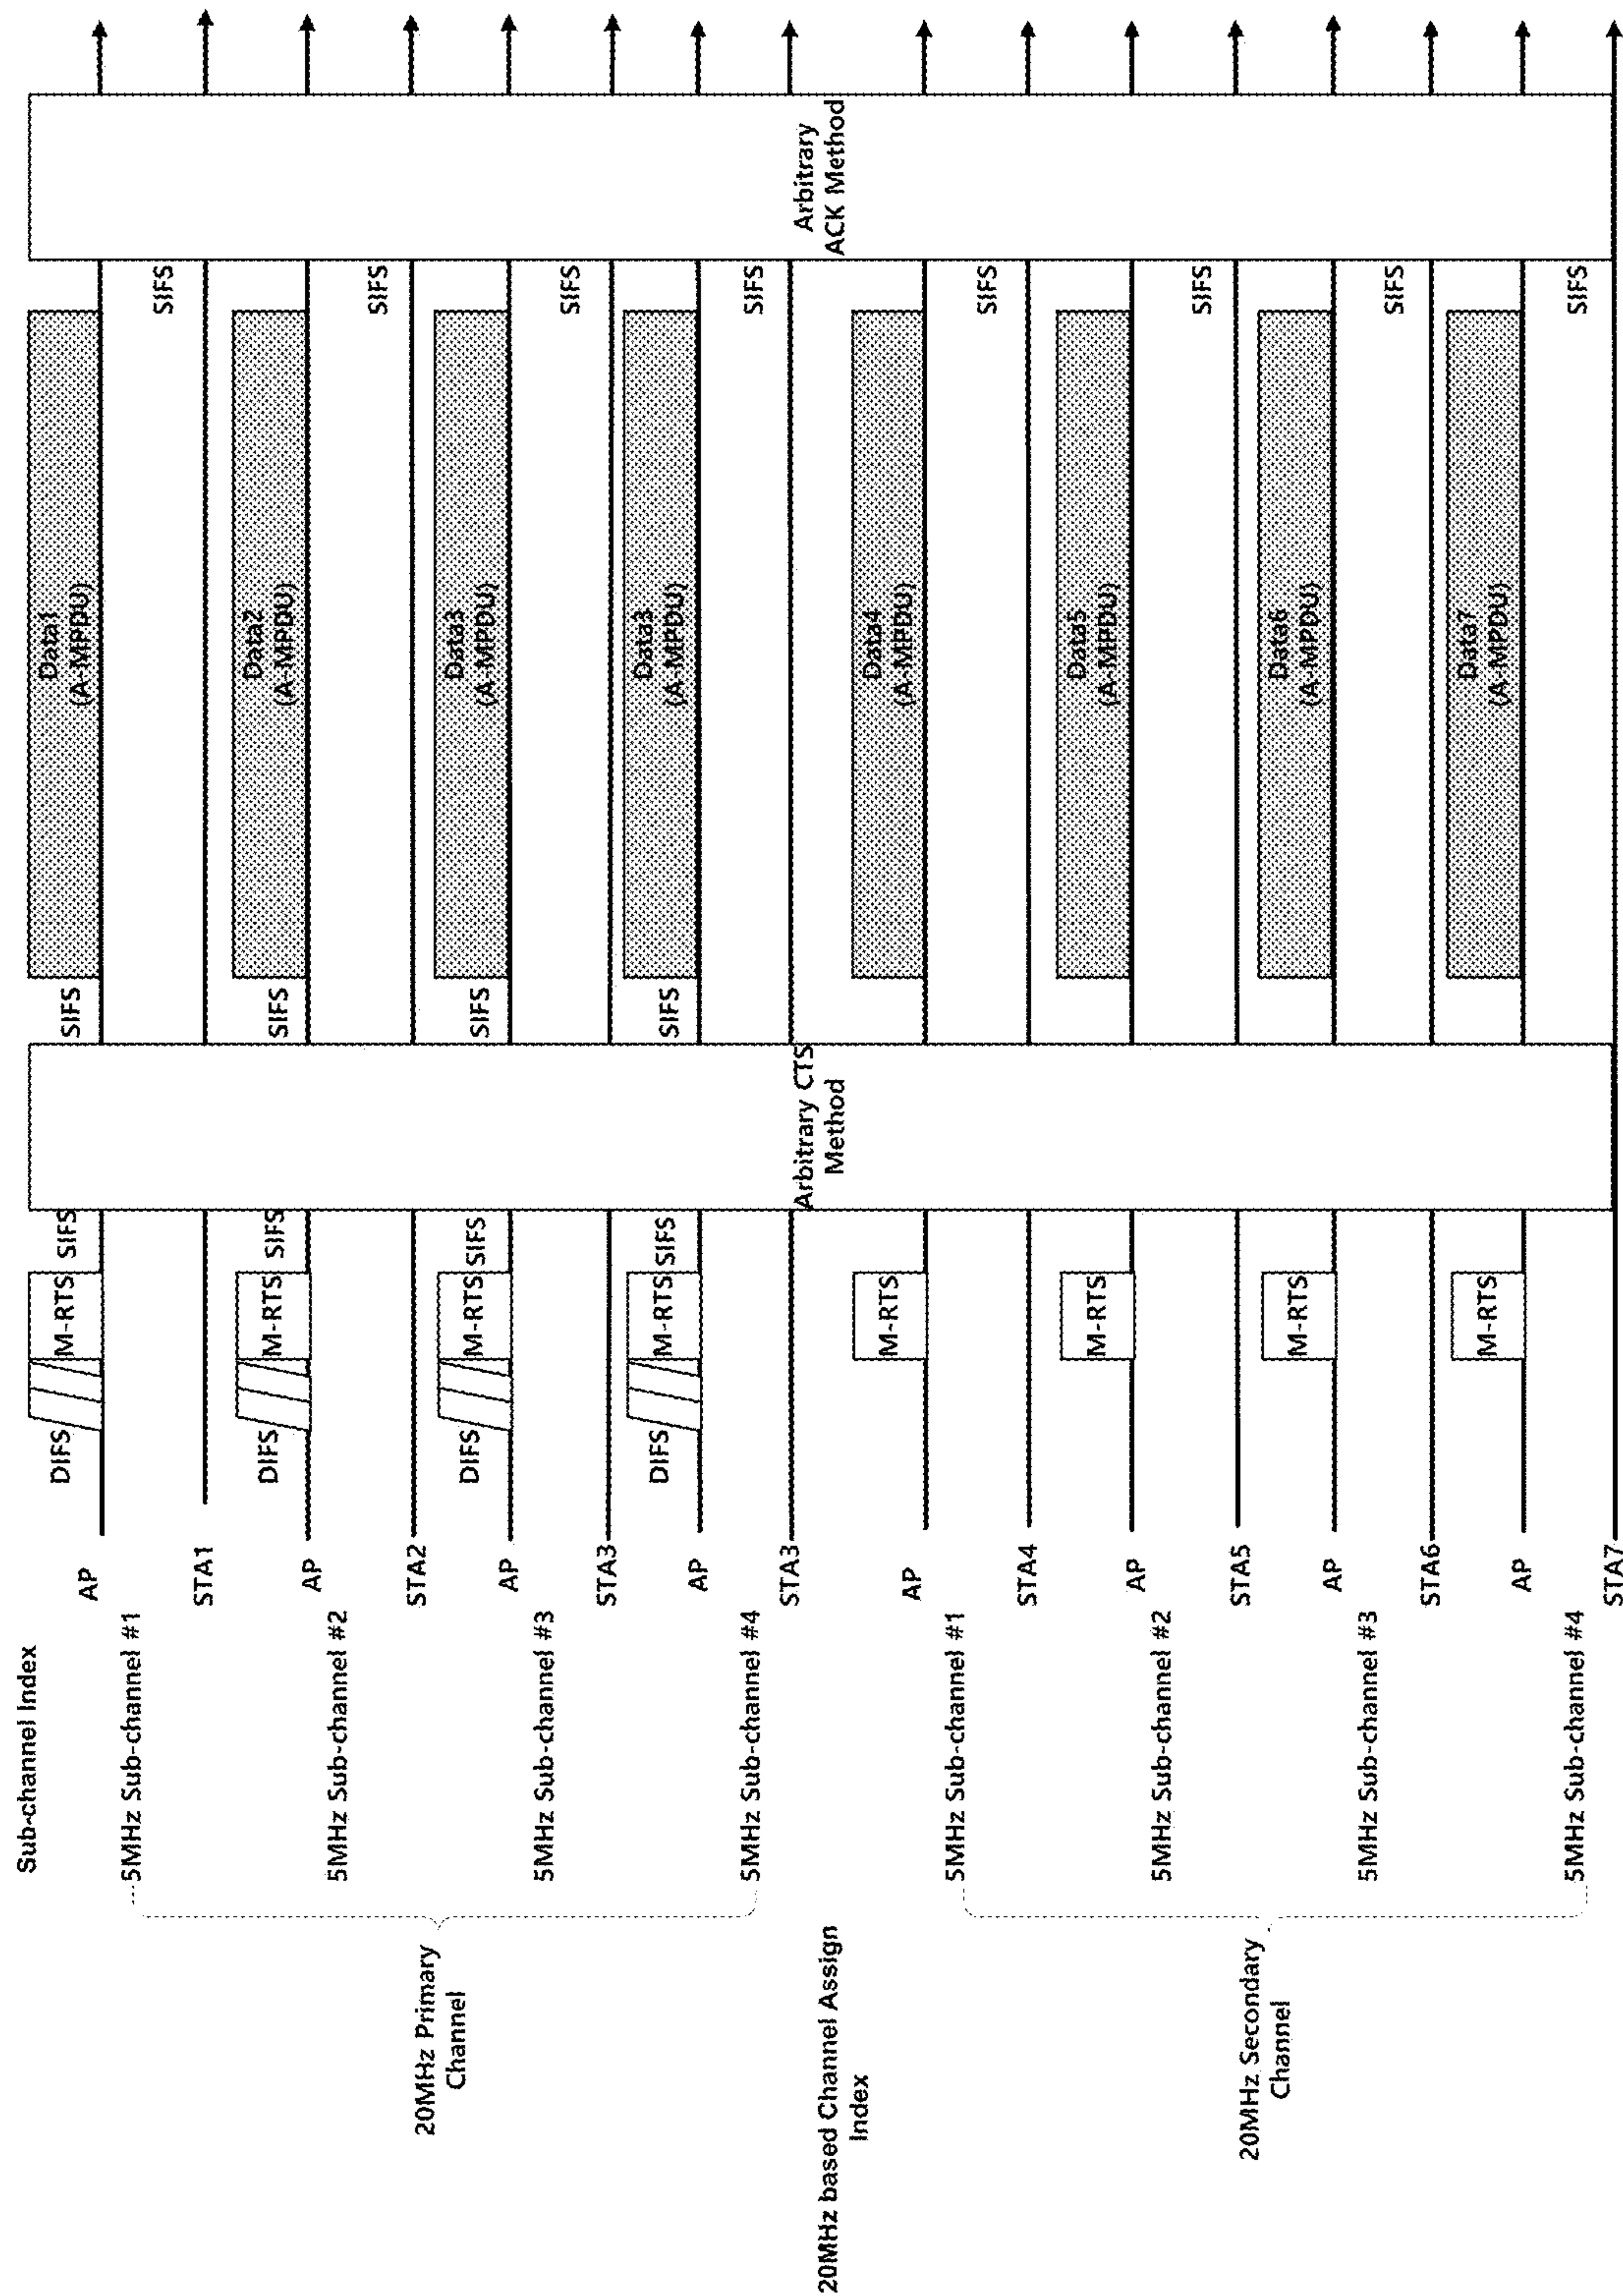 Sub-channel Index
AP
DIFS
M-RTS
SIFS
SIFS
Data1
(A-MPDU)
5MHz Sub-channel #1
SIFS
STA1
AP
DIFS
M-RTS
SIFS
SIFS
Data2
(A-MPDU)
5MHz Sub-channel #2
SIFS
STA2
20MHz Primary
Channel
AP
DIFS
M-RTS
SIFS
SIFS
Data3
(A-MPDU)
5MHz Sub-channel #3
SIFS
STA3
AP
DIFS
M-RTS
SIFS
SIFS
Data3
(A-MPDU)
5MHz Sub-channel #4
SIFS
STA3
Arbitrary CTS
Method
Arbitrary
ACK Method
20MHz based Channel Assign
Index
AP
M-RTS
Data4
(A-MPDU)
5MHz Sub-channel #1
SIFS
STA4
AP
M-RTS
Data5
(A-MPDU)
5MHz Sub-channel #2
SIFS
STA5
20MHz Secondary
Channel
AP
M-RTS
Data6
(A-MPDU)
5MHz Sub-channel #3
SIFS
STA6
AP
M-RTS
Data7
(A-MPDU)
5MHz Sub-channel #4
SIFS
STA7